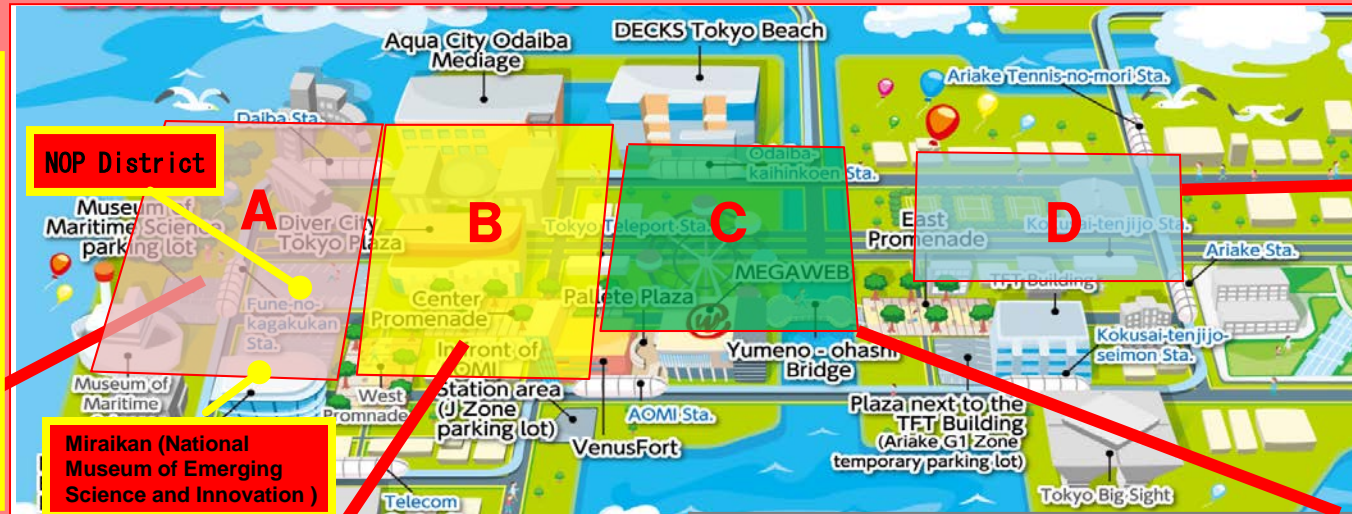 Aqua City Odaiba
Mediage
DECKS Tokyo Beach
Ariake Tennis-no-mori Sta.
Daiba Sta.
NOP District
Odaiba-
kaihinkoen Sta.
A
B
C
D
Museum of
Maritime Science
parking lot
Diver City
Tokyo Plaza
Tokyo Teleport Sta.
East
Promenade
Kokusai-tenjijo Sta.
Ariake Sta.
MEGAWEB
Fune-no-
kagakukan
Sta.
Center
Promenade
Pallete Plaza
TFT Building
In front of
AOMI
Station area
(J Zone
parking lot)
Yumeno - ohashi
Bridge
Kokusai-tenjijo-
seimon Sta.
Museum of
Maritime
West
Promnade
AOMI Sta.
VenusFort
Plaza next to the
TFT Building
(Ariake G1 Zone
temporary parking lot)
Miraikan (National
Museum of Emerging
Science and Innovation )
Telecom
Tokyo Big Sight